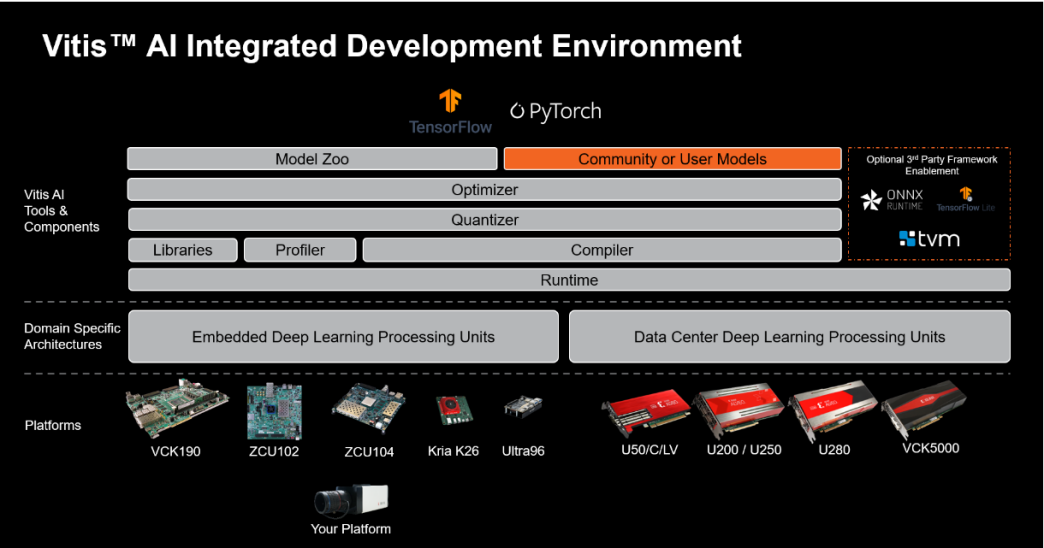 Vitis™ AI Integrated Development Environment
TensorFlow
PyTorch
Model Zoo
Community or User Models
Optional 3rd Party Framework
Enablement
ONNX
RUNTIME
TensorFlow Lite
tvm
Vitis AI
Tools &
Components
Optimizer
Quantizer
Libraries
Profiler
Compiler
Runtime
Domain Specific
Architectures
Embedded Deep Learning Processing Units
Data Center Deep Learning Processing Units
Platforms
VCK190
ZCU102
ZCU104
Kria K26
Ultra96
U50/C/LV
U200 / U250
U280
VCK5000
Your Platform